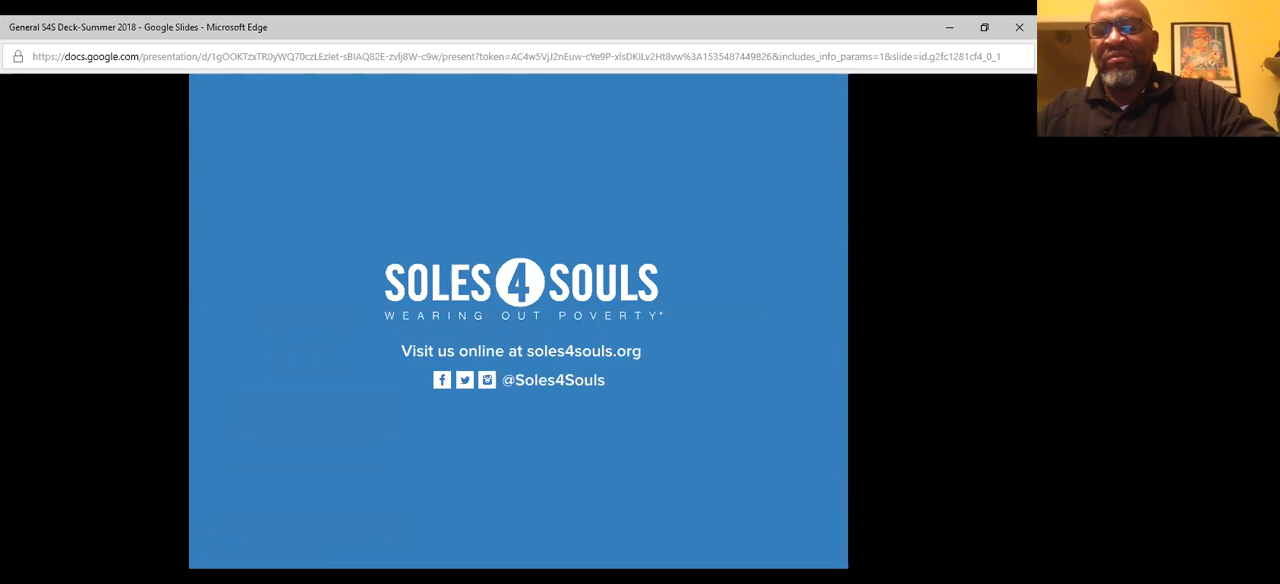 General S4S Deck-Summer 2018 - Google Slides - Microsoft Edge
https://docs.google.com/presentation/d/1gOOKTzxTR0yWQ70czLEzIet-sBIAQ82E-zvlj8W-c9w/present?token=AC4w5VjJ2nEuw-cYe9P-xlsDKILv2Ht8vw%3A1535487449826&includes_info_params=1&slide=id.g2fc1281cf4_0_1
SOLES 4 SOULS
WEARING OUT POVERTY®
Visit us online at soles4souls.org
@Soles4Souls